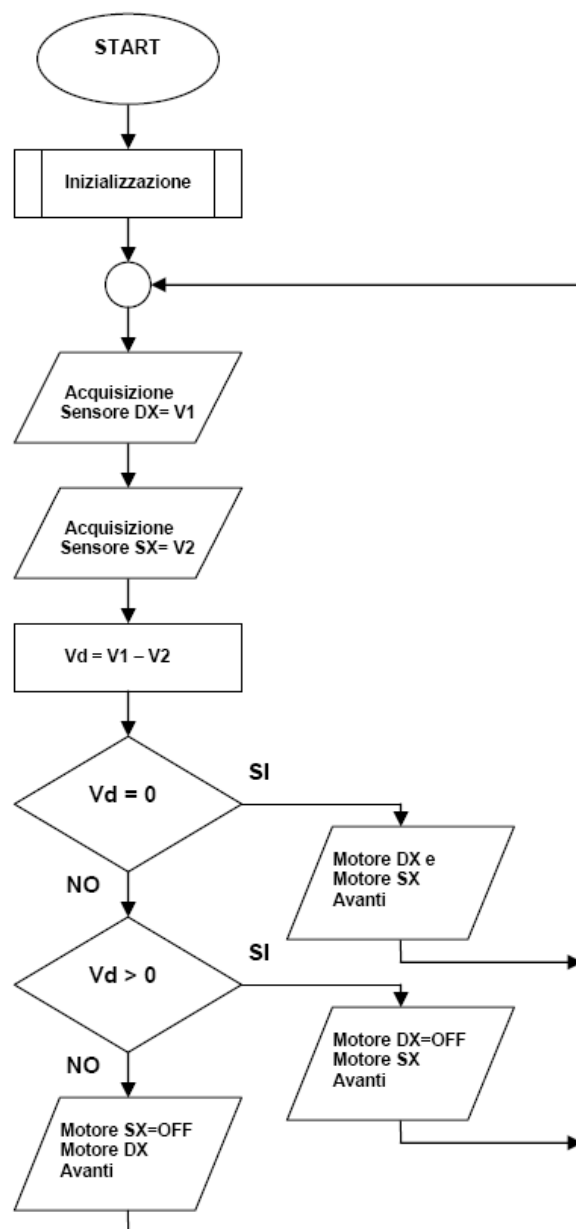 START
Inizializzazione
Acquisizione
Sensore DX= V1
Acquisizione
Sensore SX= V2
Vd = V1 – V2
Vd = 0
SI
Motore DX e
Motore SX
Avanti
NO
Vd > 0
SI
Motore DX=OFF
Motore SX
Avanti
NO
Motore SX=OFF
Motore DX
Avanti